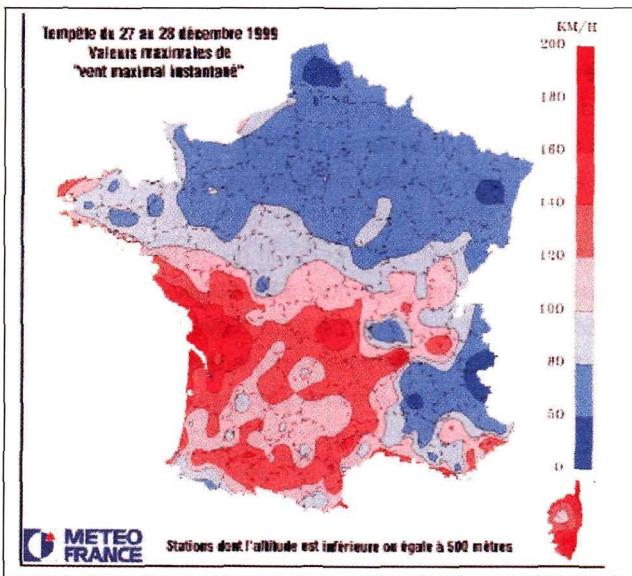 Tempête du 27 au 28 décembre 1999
Valeurs maximales de
"vent maximal instantané"
KM/H
200
180
160
140
120
100
80
50
0
METEO
FRANCE
Stations dont l'altitude est inférieure ou égale à 500 mètres